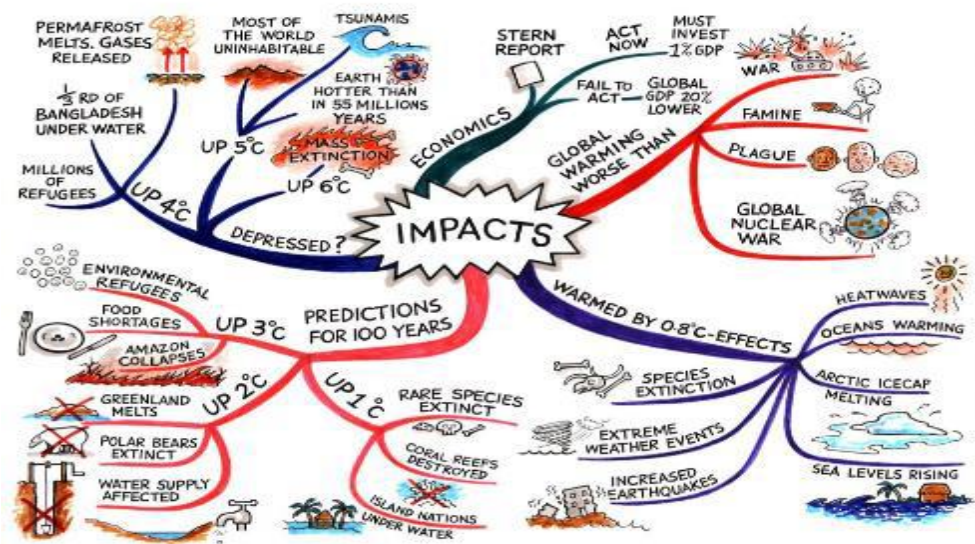 IMPACTS
ECONOMICS
STERN
REPORT
ACT
NOW
MUST
INVEST
1% GDP
FAIL TO
ACT
GLOBAL
GDP 20%
LOWER
GLOBAL
WARMING
WORSE THAN
WAR
FAMINE
PLAGUE
GLOBAL
NUCLEAR
WAR
WARMED BY 0.8°C-EFFECTS
HEATWAVES
OCEANS WARMING
ARCTIC ICECAP
MELTING
SEA LEVELS RISING
SPECIES
EXTINCTION
EXTREME
WEATHER EVENTS
INCREASED
EARTHQUAKES
PREDICTIONS
FOR 100 YEARS
UP 1°C
RARE SPECIES
EXTINCT
CORAL REEFS
DESTROYED
ISLAND NATIONS
UNDER WATER
UP 2°C
GREENLAND
MELTS
POLAR BEARS
EXTINCT
WATER SUPPLY
AFFECTED
UP 3°C
ENVIRONMENTAL
REFUGEES
FOOD
SHORTAGES
AMAZON
COLLAPSES
DEPRESSED?
UP 4°C
MILLIONS
OF
REFUGEES
⅓ RD OF
BANGLADESH
UNDER WATER
PERMAFROST
MELTS. GASES
RELEASED
UP 5°C
MOST OF
THE WORLD
UNINHABITABLE
TSUNAMIS
EARTH
HOTTER THAN
IN 55 MILLIONS
YEARS
UP 6°C
MASS
EXTINCTION